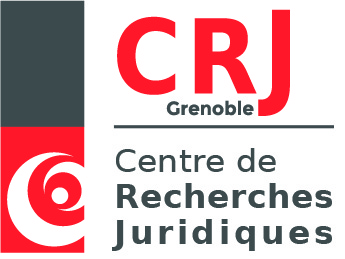 CRJ
Grenoble
Centre de
Recherches
Juridiques